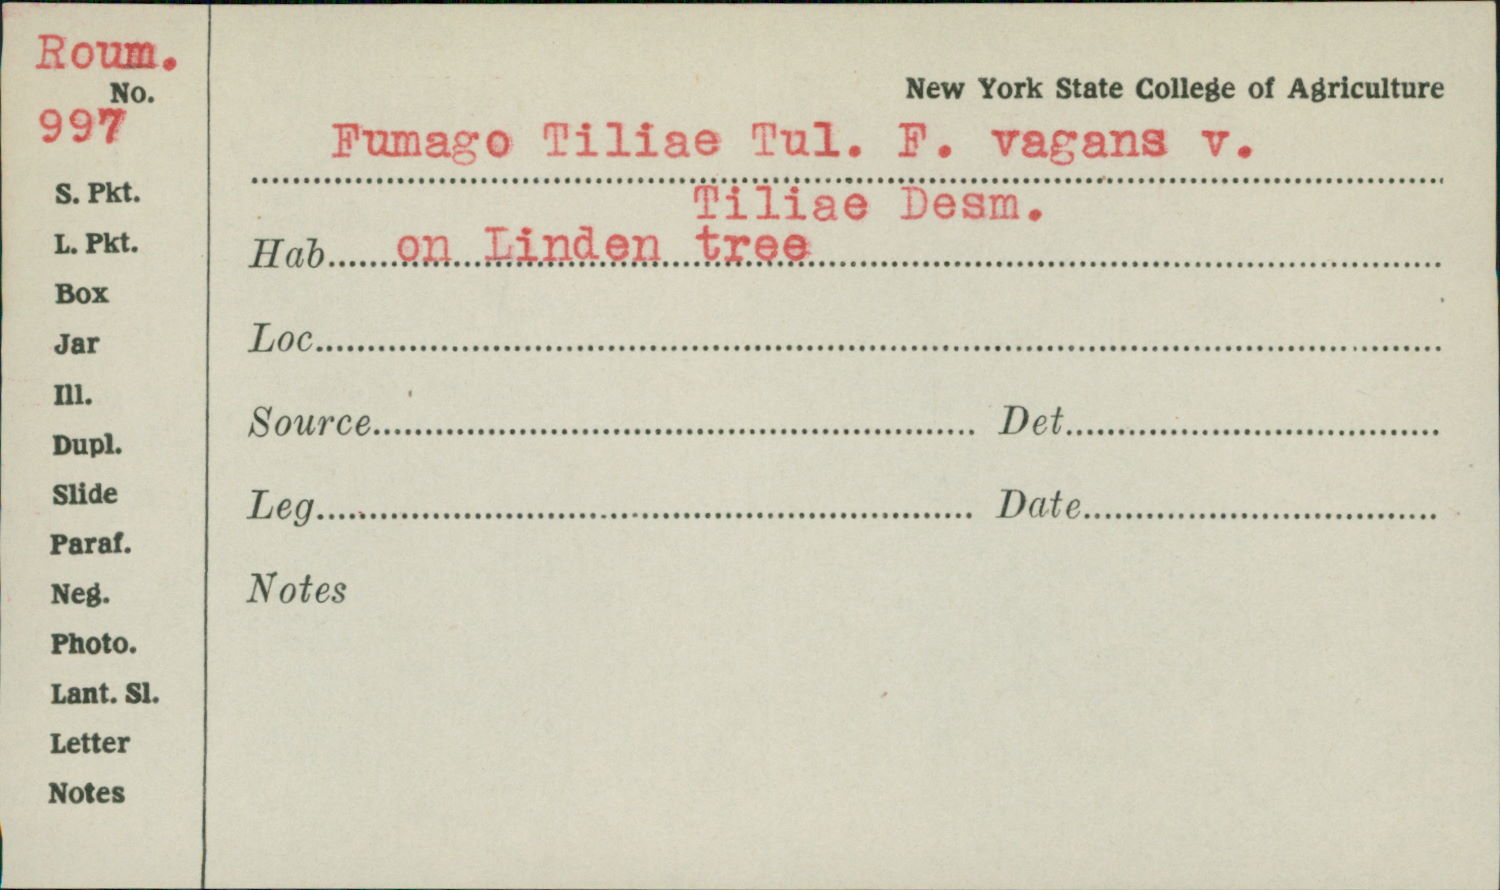 Roum.
No.
997
S. Pkt.
L. Pkt.
Box
Jar
Ill.
Dupl.
Slide
Paraf.
Neg.
Photo.
Lant. Sl.
Letter
Notes
New York State College of Agriculture
Fumago Tiliae Tul. F. vagans v.
Tiliae Desm.
Hab. on Linden tree
Loc.
Source. Det.
Leg. Date.
Notes